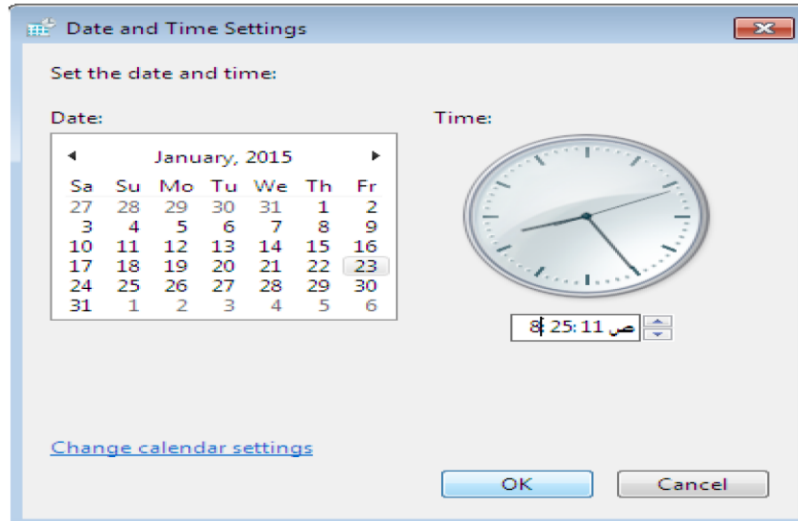 Date and Time Settings
Set the date and time:
Date:
Time:
January, 2015
Sa Su Mo Tu We Th Fr
27 28 29 30 31 1 2
3 4 5 6 7 8 9
10 11 12 13 14 15 16
17 18 19 20 21 22 23
24 25 26 27 28 29 30
31 1 2 3 4 5 6
8:25:11 ص
Change calendar settings
OK
Cancel